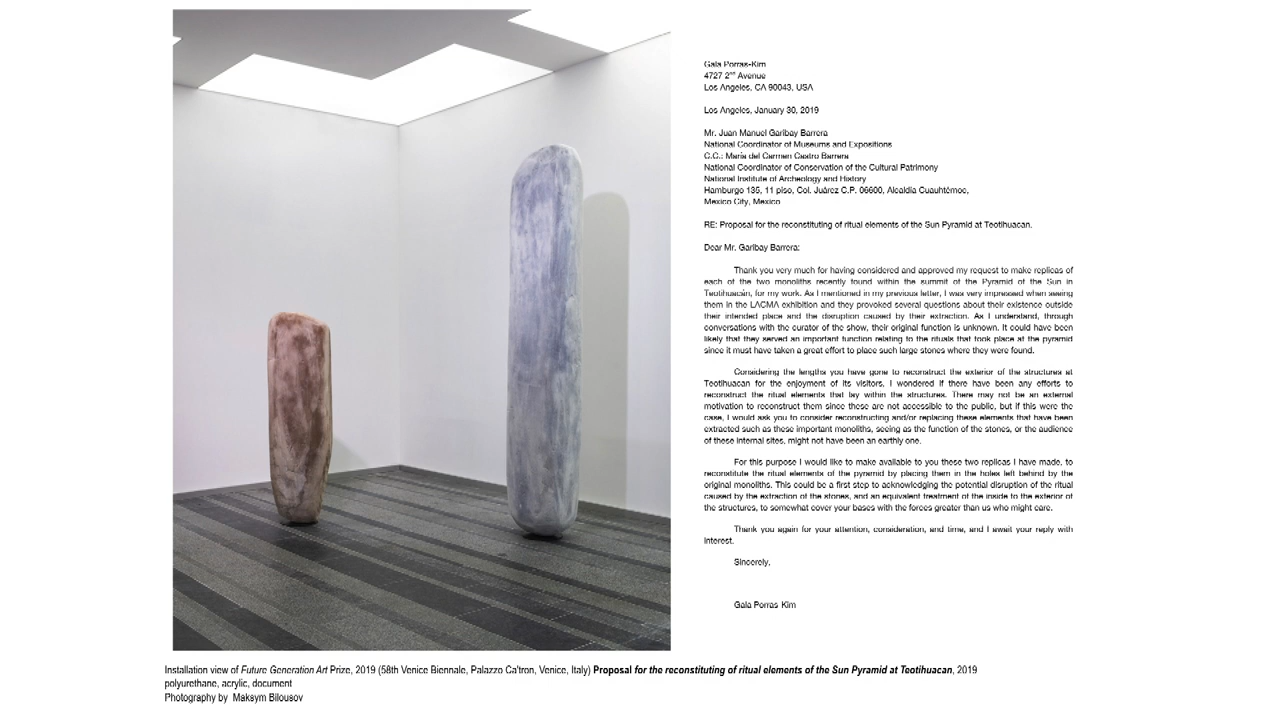 Gala Porras-Kim
4727 2nd Avenue
Los Angeles, CA 90043, USA
Los Angeles, January 30, 2019
Mr. Juan Manuel Garibay Barrera
National Coordinator of Museums and Expositions
C.C.: Maria del Carmen Castro Barrera
National Coordinator of Conservation of the Cultural Patrimony
National Institute of Archeology and History
Hamburgo 135, 11 piso, Col. Juárez C.P. 06600, Alcaldía Cuauhtémoc,
Mexico City, Mexico
RE: Proposal for the reconstituting of ritual elements of the Sun Pyramid at Teotihuacan.
Dear Mr. Garibay Barrera:
Thank you very much for having considered and approved my request to make replicas of
each of the two monoliths recently found within the summit of the Pyramid of the Sun in
Teotihuacán, for my work. As I mentioned in my previous letter, I was very impressed when seeing
them in the LACMA exhibition and they provoked several questions about their existence outside
their intended place and the disruption caused by their extraction. As I understand, through
conversations with the curator of the show, their original function is unknown. It could have been
likely that they served an important function relating to the rituals that took place at the pyramid
since it must have taken a great effort to place such large stones where they were found.
Considering the lengths you have gone to reconstruct the exterior of the structures at
Teotihuacan for the enjoyment of its visitors, I wondered if there have been any efforts to
reconstruct the ritual elements that lay within the structures. There may not be an external
motivation to reconstruct them since these are not accessible to the public, but if this were the
case, I would ask you to consider reconstructing and/or replacing these elements that have been
extracted such as these important monoliths, seeing as the function of the stones, or the audience
of these internal sites, might not have been an earthly one.
For this purpose I would like to make available to you these two replicas I have made, to
reconstitute the ritual elements of the pyramid by placing them in the holes left behind by the
original monoliths. This could be a first step to acknowledging the potential disruption of the ritual
caused by the extraction of the stones, and an equivalent treatment of the inside to the exterior of
the structures, to somewhat cover your bases with the forces greater than us who might care.
Thank you again for your attention, consideration, and time, and I await your reply with
interest.
Sincerely,
Gala Porras-Kim
Installation view of Future Generation Art Prize, 2019 (58th Venice Biennale, Palazzo Ca'tron, Venice, Italy) Proposal for the reconstituting of ritual elements of the Sun Pyramid at Teotihuacan, 2019
polyurethane, acrylic, document
Photography by Maksym Bilousov